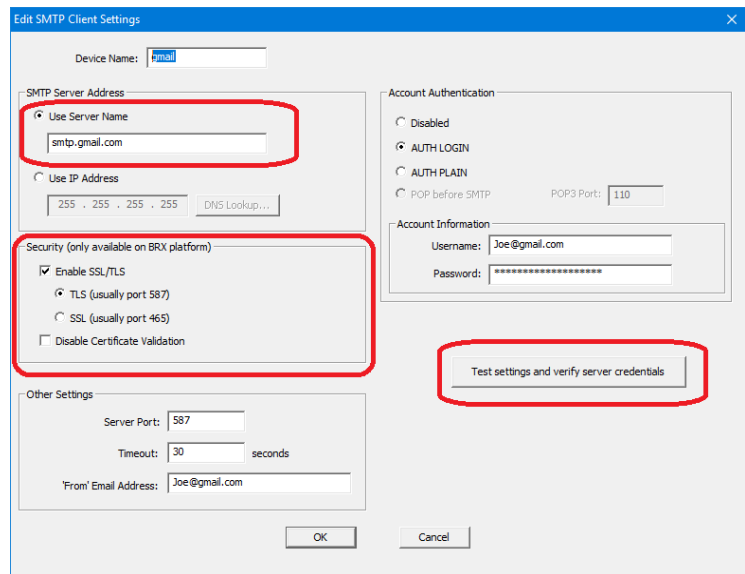 Edit SMTP Client Settings
Device Name: gmail
SMTP Server Address
Use Server Name
smtp.gmail.com
Use IP Address
255 . 255 . 255 . 255 DNS Lookup...
Security (only available on BRX platform)
Enable SSL/TLS
TLS (usually port 587)
SSL (usually port 465)
Disable Certificate Validation
Other Settings
Server Port: 587
Timeout: 30 seconds
'From' Email Address: Joe@gmail.com
Account Authentication
Disabled
AUTH LOGIN
AUTH PLAIN
POP before SMTP POP3 Port: 110
Account Information
Username: Joe@gmail.com
Password: *******************
Test settings and verify server credentials
OK Cancel